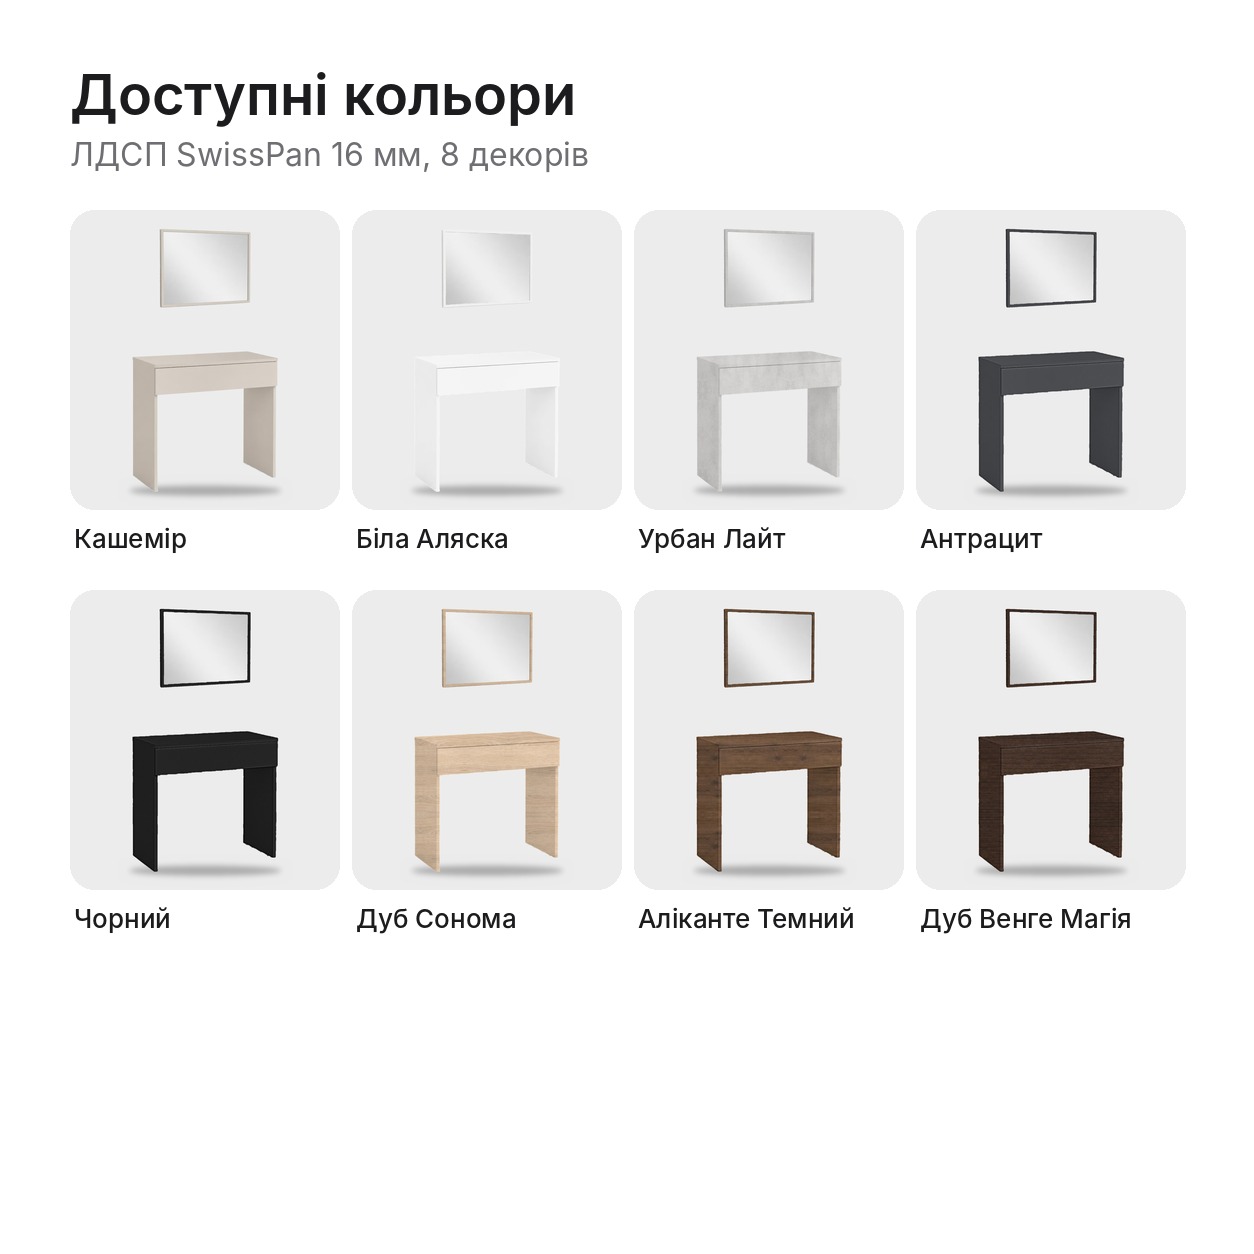 Доступні кольори
ЛДСП SwissPan 16 мм, 8 декорів
Кашемір
Біла Аляска
Урбан Лайт
Антрацит
Чорний
Дуб Сонома
Аліканте Темний
Дуб Венге Магія